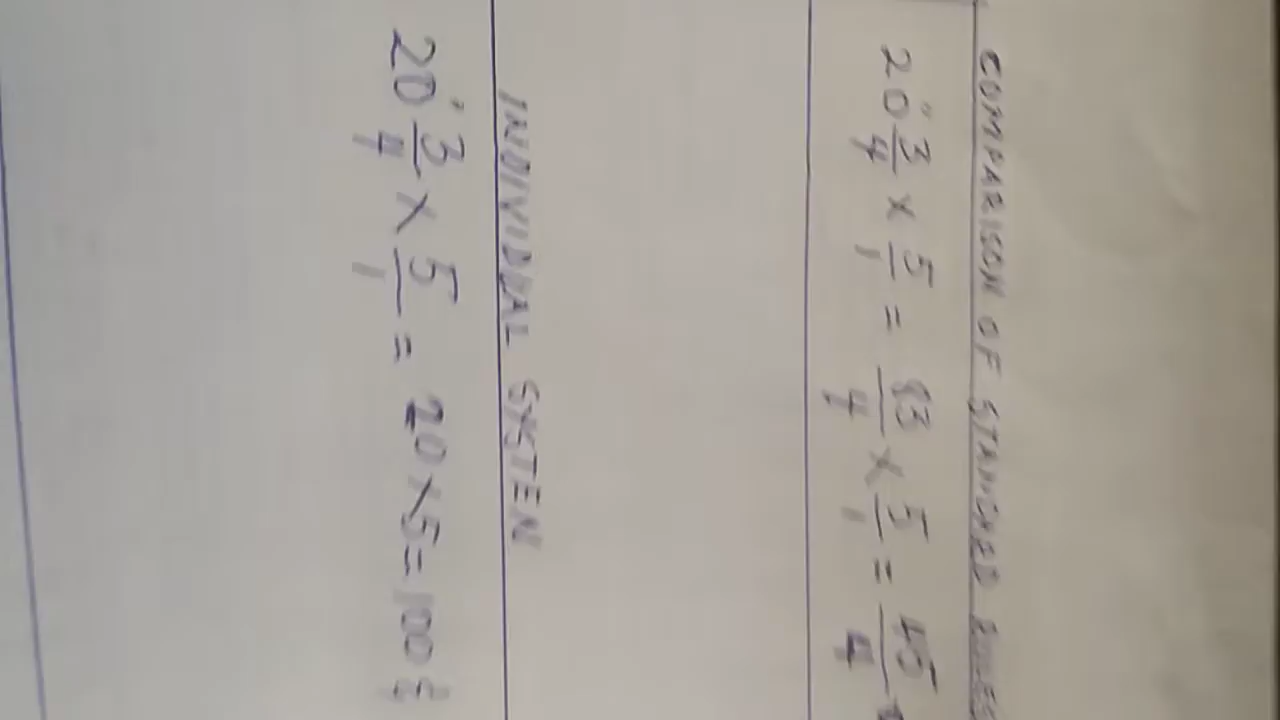 COMPARISON OF STANDARD RULES
20 3/4 × 5/1 = 83/4 × 5/1 = 415/4
INDIVIDUAL SYSTEM
20 3/4 × 5/1 = 20 × 5 = 100 &